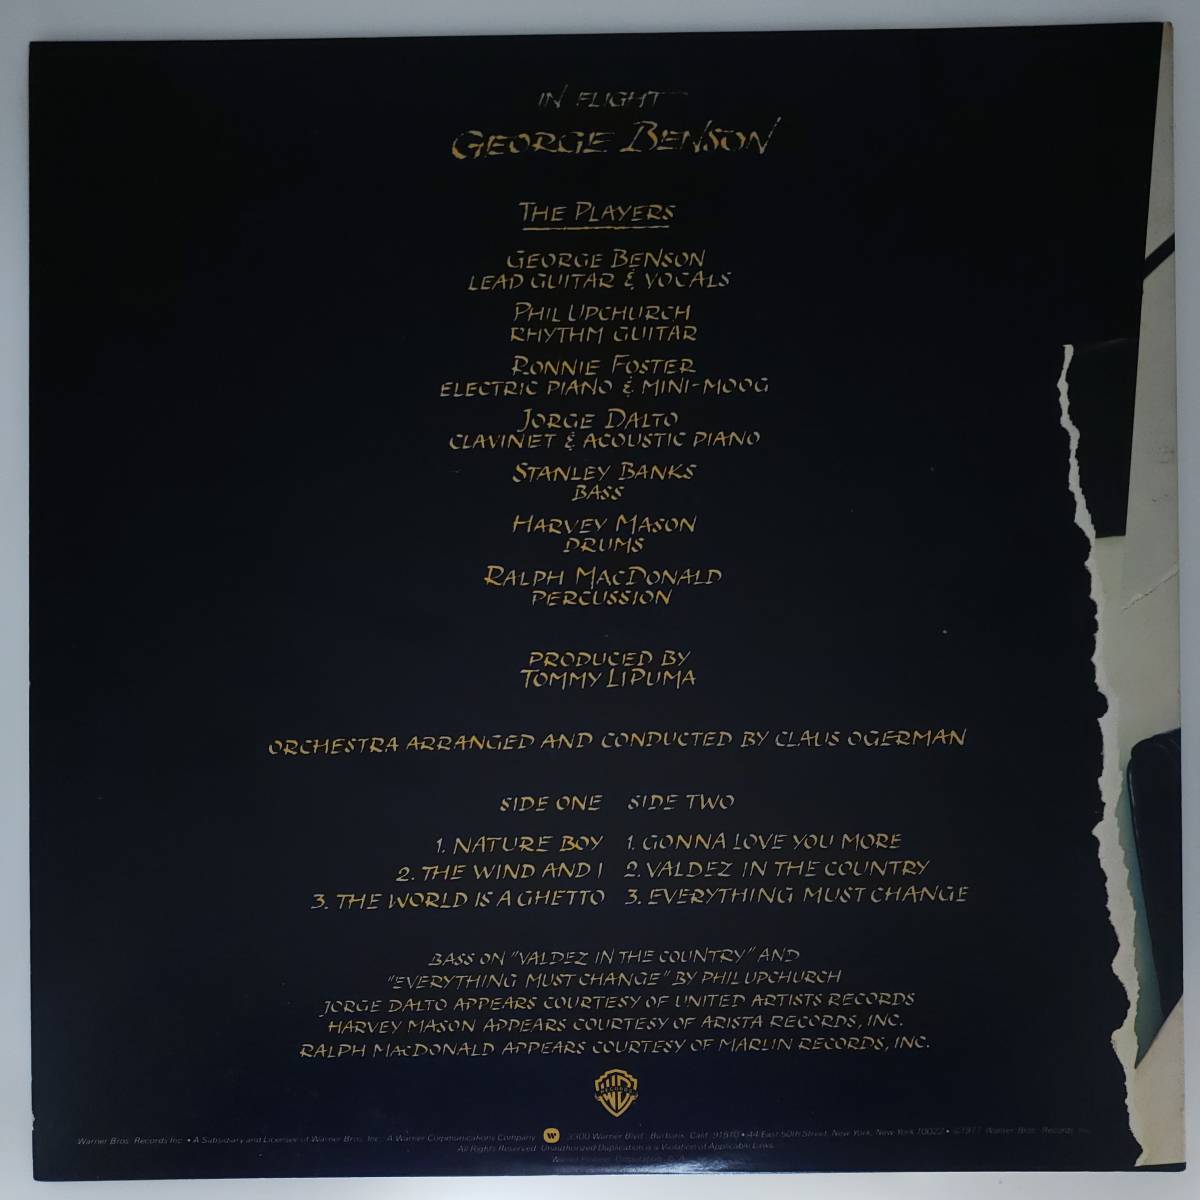 IN FLIGHT
GEORGE BENSON
THE PLAYERS
GEORGE BENSON
LEAD GUITAR & VOCALS
PHIL UPCHURCH
RHYTHM GUITAR
RONNIE FOSTER
ELECTRIC PIANO & MINI-MOOG
JORGE DALTO
CLAVINET & ACOUSTIC PIANO
STANLEY BANKS
BASS
HARVEY MASON
DRUMS
RALPH MACDONALD
PERCUSSION
PRODUCED BY
TOMMY LIPUMA
ORCHESTRA ARRANGED AND CONDUCTED BY CLAUS OGERMAN
SIDE ONE
1. NATURE BOY
2. THE WIND AND I
3. THE WORLD IS A GHETTO
SIDE TWO
1. GONNA LOVE YOU MORE
2. VALDEZ IN THE COUNTRY
3. EVERYTHING MUST CHANGE
BASS ON "VALDEZ IN THE COUNTRY" AND
"EVERYTHING MUST CHANGE" BY PHIL UPCHURCH
JORGE DALTO APPEARS COURTESY OF UNITED ARTISTS RECORDS
HARVEY MASON APPEARS COURTESY OF ARISTA RECORDS, INC.
RALPH MACDONALD APPEARS COURTESY OF MARLIN RECORDS, INC.
WB
RECORDS
Warner Bros. Records Inc. • A Subsidiary and Licensee of Warner Bros. Inc., A Warner Communications Company W 3300 Warner Blvd., Burbank, Calif. 91510 • 44 East 50th Street, New York, New York 10022 • ©1977 Warner Bros. Records Inc.
All Rights Reserved. Unauthorized Duplication is a Violation of Applicable Laws.